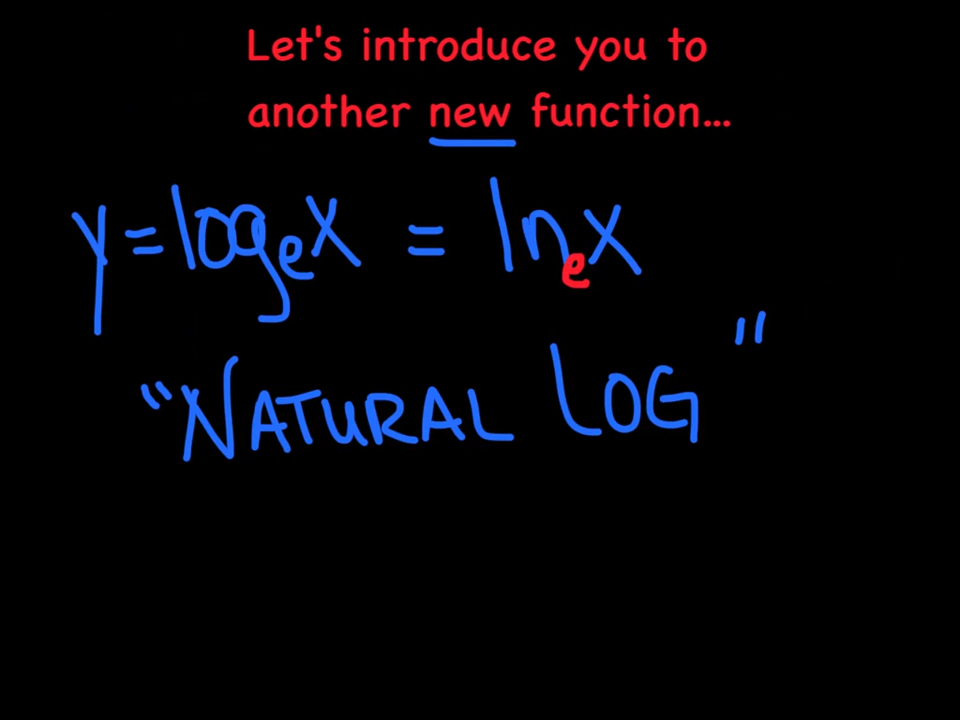 Let's introduce you to
another new function...
y=logₑx = lnₑx
"NATURAL LOG"